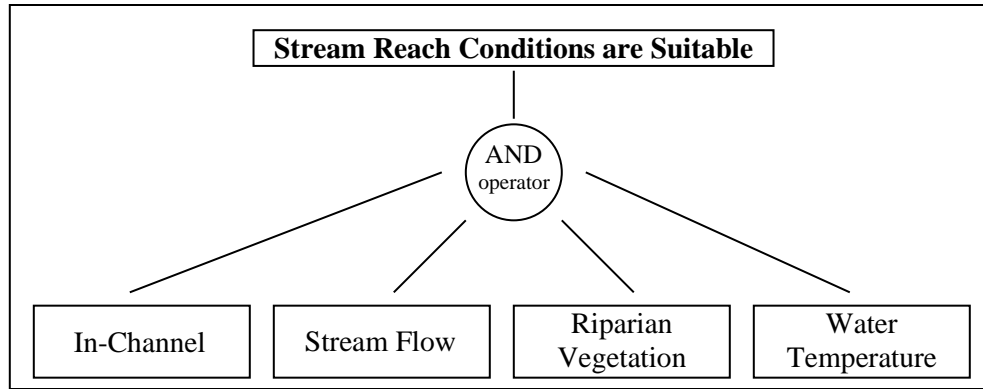 Stream Reach Conditions are Suitable
AND
operator
In-Channel
Stream Flow
Riparian
Vegetation
Water
Temperature